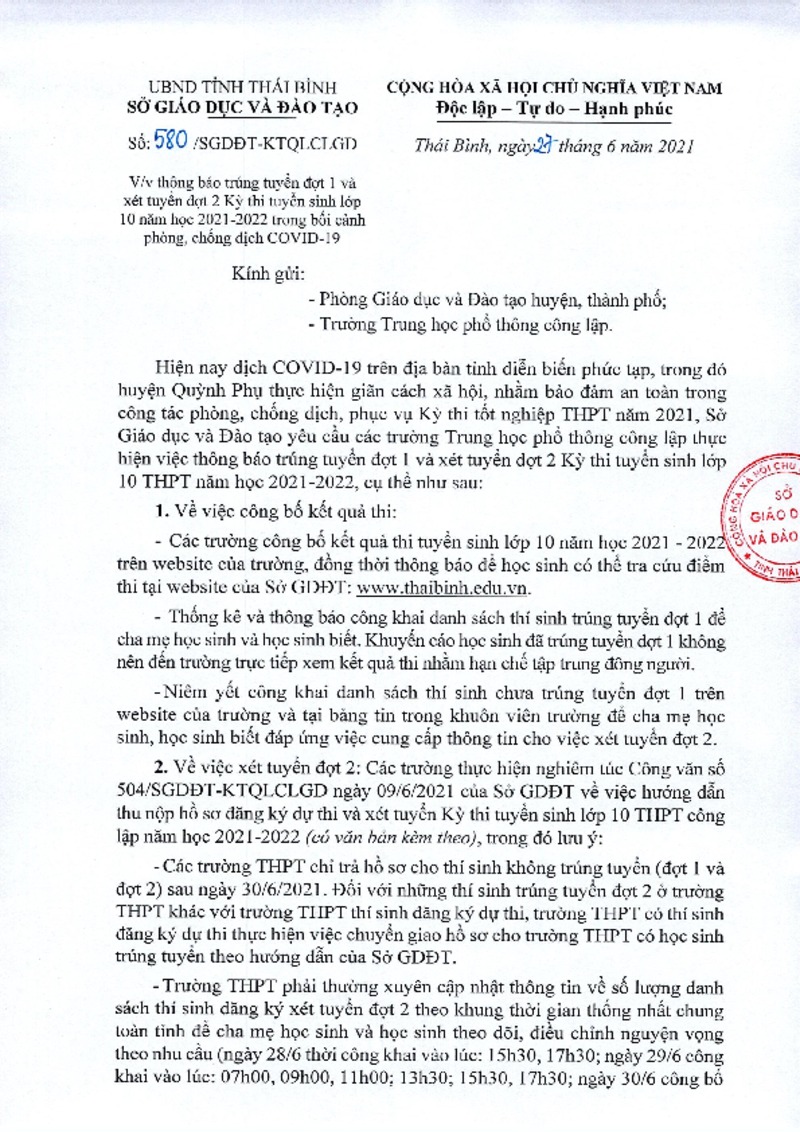 UBND TỈNH THÁI BÌNH
SỞ GIÁO DỤC VÀ ĐÀO TẠO
CỘNG HÒA XÃ HỘI CHỦ NGHĨA VIỆT NAM
Độc lập – Tự do – Hạnh phúc
Số: 580 /SGDĐT-KTQLCLGD
Thái Bình, ngày 27 tháng 6 năm 2021
V/v thông báo trúng tuyển đợt 1 và
xét tuyển đợt 2 Kỳ thi tuyển sinh lớp
10 năm học 2021-2022 trong bối cảnh
phòng, chống dịch COVID-19
Kính gửi:
- Phòng Giáo dục và Đào tạo huyện, thành phố;
- Trường Trung học phổ thông công lập.
Hiện nay dịch COVID-19 trên địa bàn tỉnh diễn biến phức tạp, trong đó
huyện Quỳnh Phụ thực hiện giãn cách xã hội, nhằm bảo đảm an toàn trong
công tác phòng, chống dịch, phục vụ Kỳ thi tốt nghiệp THPT năm 2021, Sở
Giáo dục và Đào tạo yêu cầu các trường Trung học phổ thông công lập thực
hiện việc thông báo trúng tuyển đợt 1 và xét tuyển đợt 2 Kỳ thi tuyển sinh lớp
10 THPT năm học 2021-2022, cụ thể như sau:
1. Về việc công bố kết quả thi:
- Các trường công bố kết quả thi tuyển sinh lớp 10 năm học 2021 - 2022
trên website của trường, đồng thời thông báo để học sinh có thể tra cứu điểm
thi tại website của Sở GDĐT: www.thaibinh.edu.vn.
- Thống kê và thông báo công khai danh sách thí sinh trúng tuyển đợt 1 để
cha mẹ học sinh và học sinh biết. Khuyến cáo học sinh đã trúng tuyển đợt 1 không
nên đến trường trực tiếp xem kết quả thi nhằm hạn chế tập trung đông người.
- Niêm yết công khai danh sách thí sinh chưa trúng tuyển đợt 1 trên
website của trường và tại bảng tin trong khuôn viên trường để cha mẹ học
sinh, học sinh biết đáp ứng việc cung cấp thông tin cho việc xét tuyển đợt 2.
2. Về việc xét tuyển đợt 2: Các trường thực hiện nghiêm túc Công văn số
504/SGDĐT-KTQLCLGD ngày 09/6/2021 của Sở GDĐT về việc hướng dẫn
thu nộp hồ sơ đăng ký dự thi và xét tuyển Kỳ thi tuyển sinh lớp 10 THPT công
lập năm học 2021-2022 (có văn bản kèm theo), trong đó lưu ý:
- Các trường THPT chỉ trả hồ sơ cho thí sinh không trúng tuyển (đợt 1 và
đợt 2) sau ngày 30/6/2021. Đối với những thí sinh trúng tuyển đợt 2 ở trường
THPT khác với trường THPT thí sinh đăng ký dự thi, trường THPT có thí sinh
đăng ký dự thi thực hiện việc chuyển giao hồ sơ cho trường THPT có học sinh
trúng tuyển theo hướng dẫn của Sở GDĐT.
- Trường THPT phải thường xuyên cập nhật thông tin về số lượng danh
sách thí sinh đăng ký xét tuyển đợt 2 theo khung thời gian thống nhất chung
toàn tỉnh để cha mẹ học sinh và học sinh theo dõi, điều chỉnh nguyện vọng
theo nhu cầu (ngày 28/6 thời công khai vào lúc: 15h30, 17h30; ngày 29/6 công
khai vào lúc: 07h00, 09h00, 11h00; 13h30; 15h30, 17h30; ngày 30/6 công bố
CỘNG HÒA XÃ HỘI CHỦ
SỞ
GIÁO D
VÀ ĐÀO
TỈNH THÁI